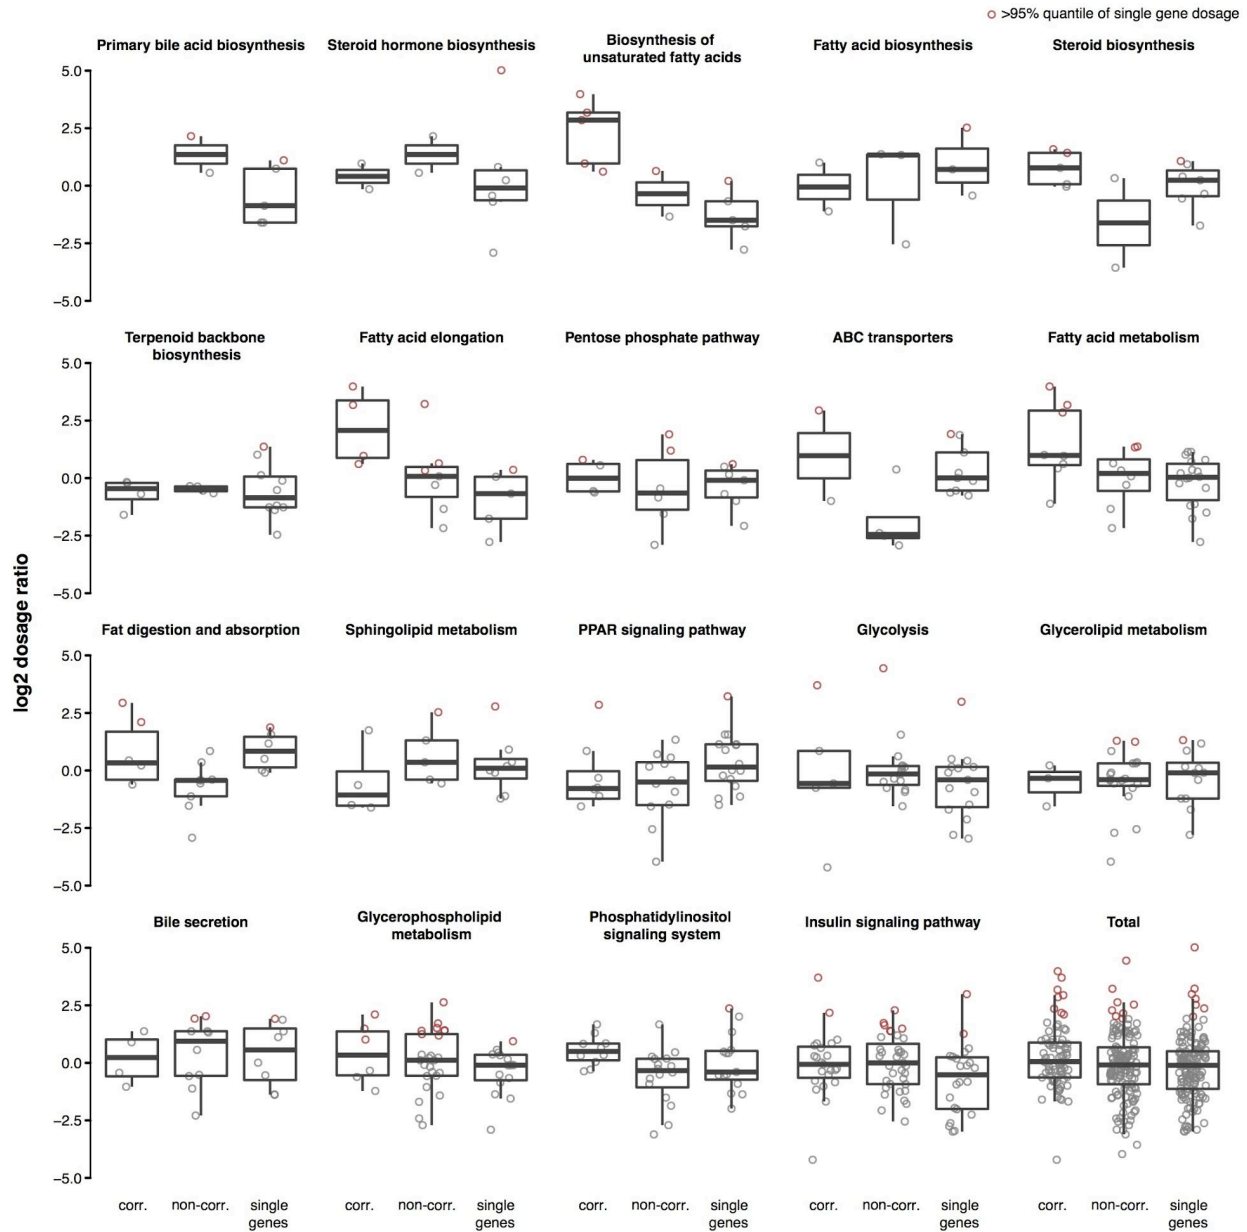 >95% quantile of single gene dosage
Primary bile acid biosynthesis
Steroid hormone biosynthesis
Biosynthesis of
unsaturated fatty acids
Fatty acid biosynthesis
Steroid biosynthesis
5.0
2.5
0.0
−2.5
−5.0
Terpenoid backbone
biosynthesis
Fatty acid elongation
Pentose phosphate pathway
ABC transporters
Fatty acid metabolism
5.0
2.5
0.0
−2.5
−5.0
log2 dosage ratio
Fat digestion and absorption
Sphingolipid metabolism
PPAR signaling pathway
Glycolysis
Glycerolipid metabolism
5.0
2.5
0.0
−2.5
−5.0
Bile secretion
Glycerophospholipid
metabolism
Phosphatidylinositol
signaling system
Insulin signaling pathway
Total
5.0
2.5
0.0
−2.5
−5.0
corr.
non-corr.
single
genes
corr.
non-corr.
single
genes
corr.
non-corr.
single
genes
corr.
non-corr.
single
genes
corr.
non-corr.
single
genes